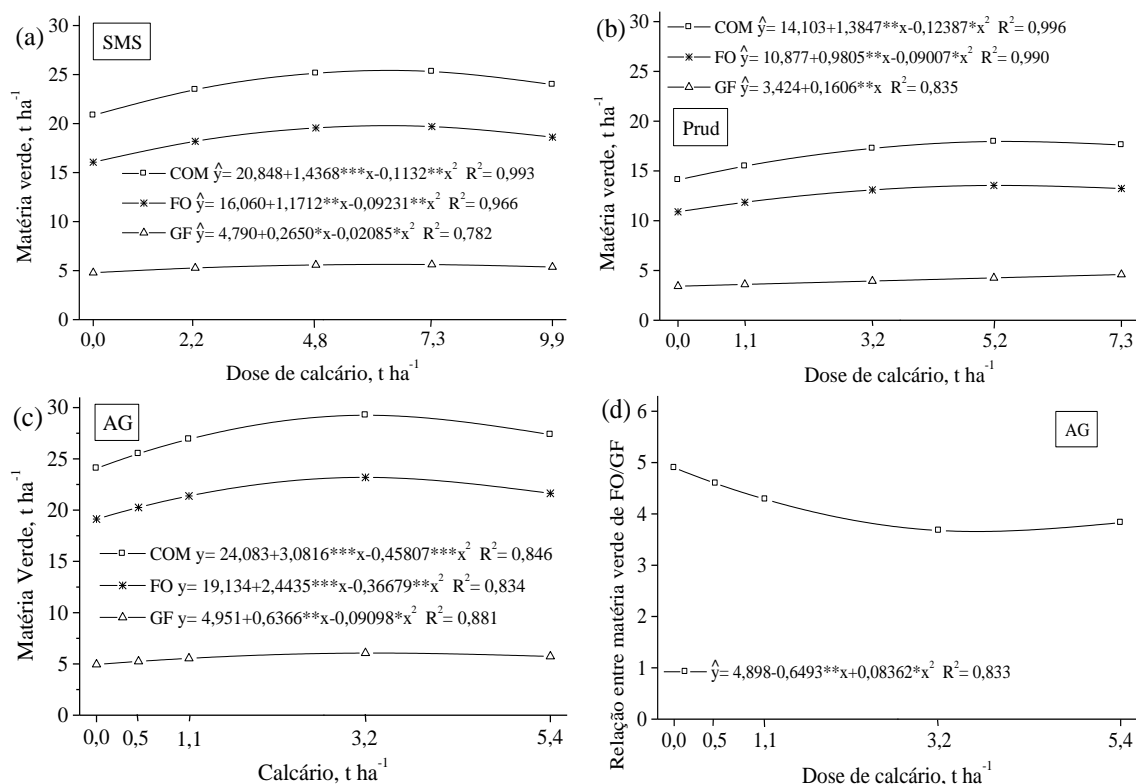 (a)
SMS
Matéria verde, t ha-1
30
25
20
15
10
5
0
COM ŷ= 20,848+1,4368***x-0,1132**x2 R2= 0,993
FO ŷ= 16,060+1,1712**x-0,09231**x2 R2= 0,966
GF ŷ= 4,790+0,2650*x-0,02085*x2 R2= 0,782
0,0 2,2 4,8 7,3 9,9
Dose de calcário, t ha-1
(b)
Prud
Matéria verde, t ha-1
30
25
20
15
10
5
0
COM ŷ= 14,103+1,3847**x-0,12387*x2 R2= 0,996
FO ŷ= 10,877+0,9805**x-0,09007*x2 R2= 0,990
GF ŷ= 3,424+0,1606**x R2= 0,835
0,0 1,1 3,2 5,2 7,3
Dose de calcário, t ha-1
(c)
AG
Matéria Verde, t ha-1
30
25
20
15
10
5
0
COM y= 24,083+3,0816***x-0,45807***x2 R2= 0,846
FO y= 19,134+2,4435***x-0,36679**x2 R2= 0,834
GF y= 4,951+0,6366**x-0,09098*x2 R2= 0,881
0,0 0,5 1,1 3,2 5,4
Calcário, t ha-1
(d)
AG
Relação entre matéria verde de FO/GF
6
5
4
3
2
1
0
ŷ= 4,898-0,6493**x+0,08362*x2 R2= 0,833
0,0 0,5 1,1 3,2 5,4
Dose de calcário, t ha-1